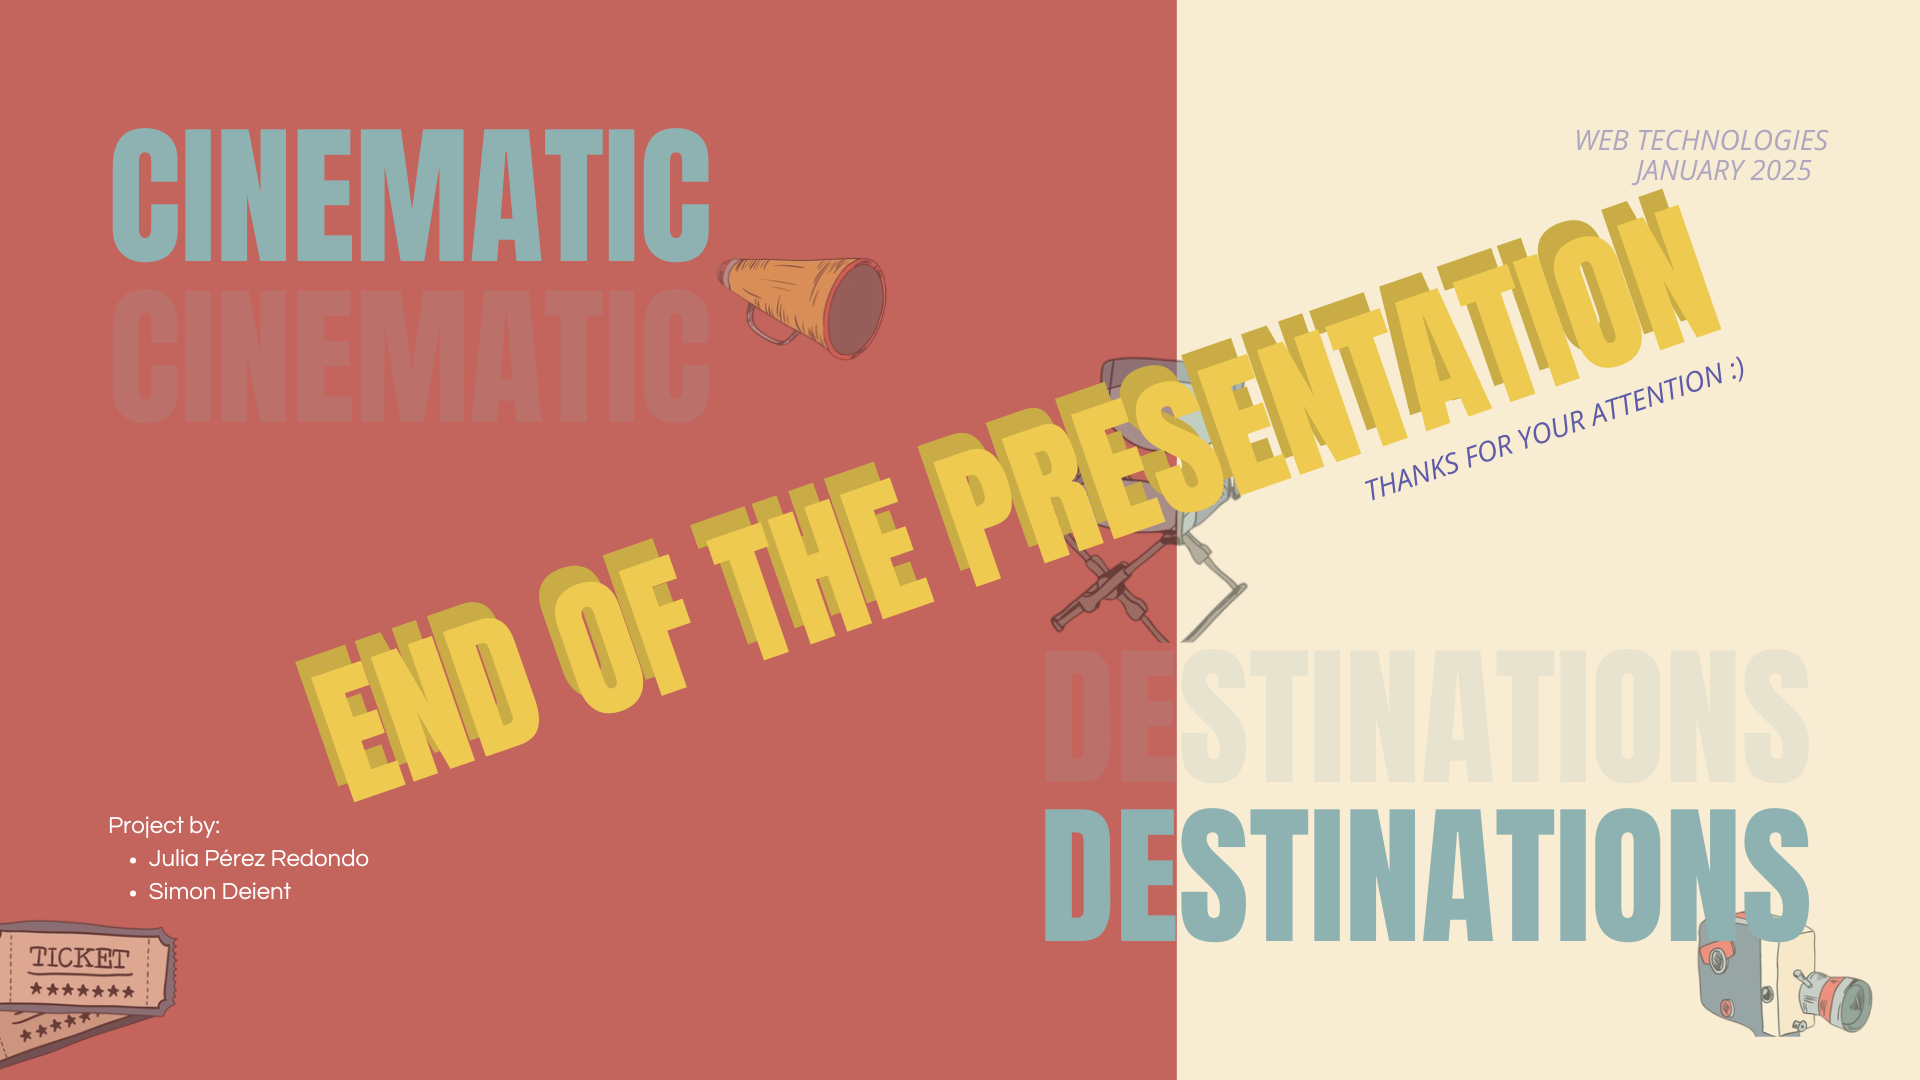 CINEMATIC
CINEMATIC
WEB TECHNOLOGIES
JANUARY 2025
END OF THE PRESENTATION
THANKS FOR YOUR ATTENTION :)
DESTINATIONS
DESTINATIONS
Project by:
• Julia Pérez Redondo
• Simon Deient
TICKET